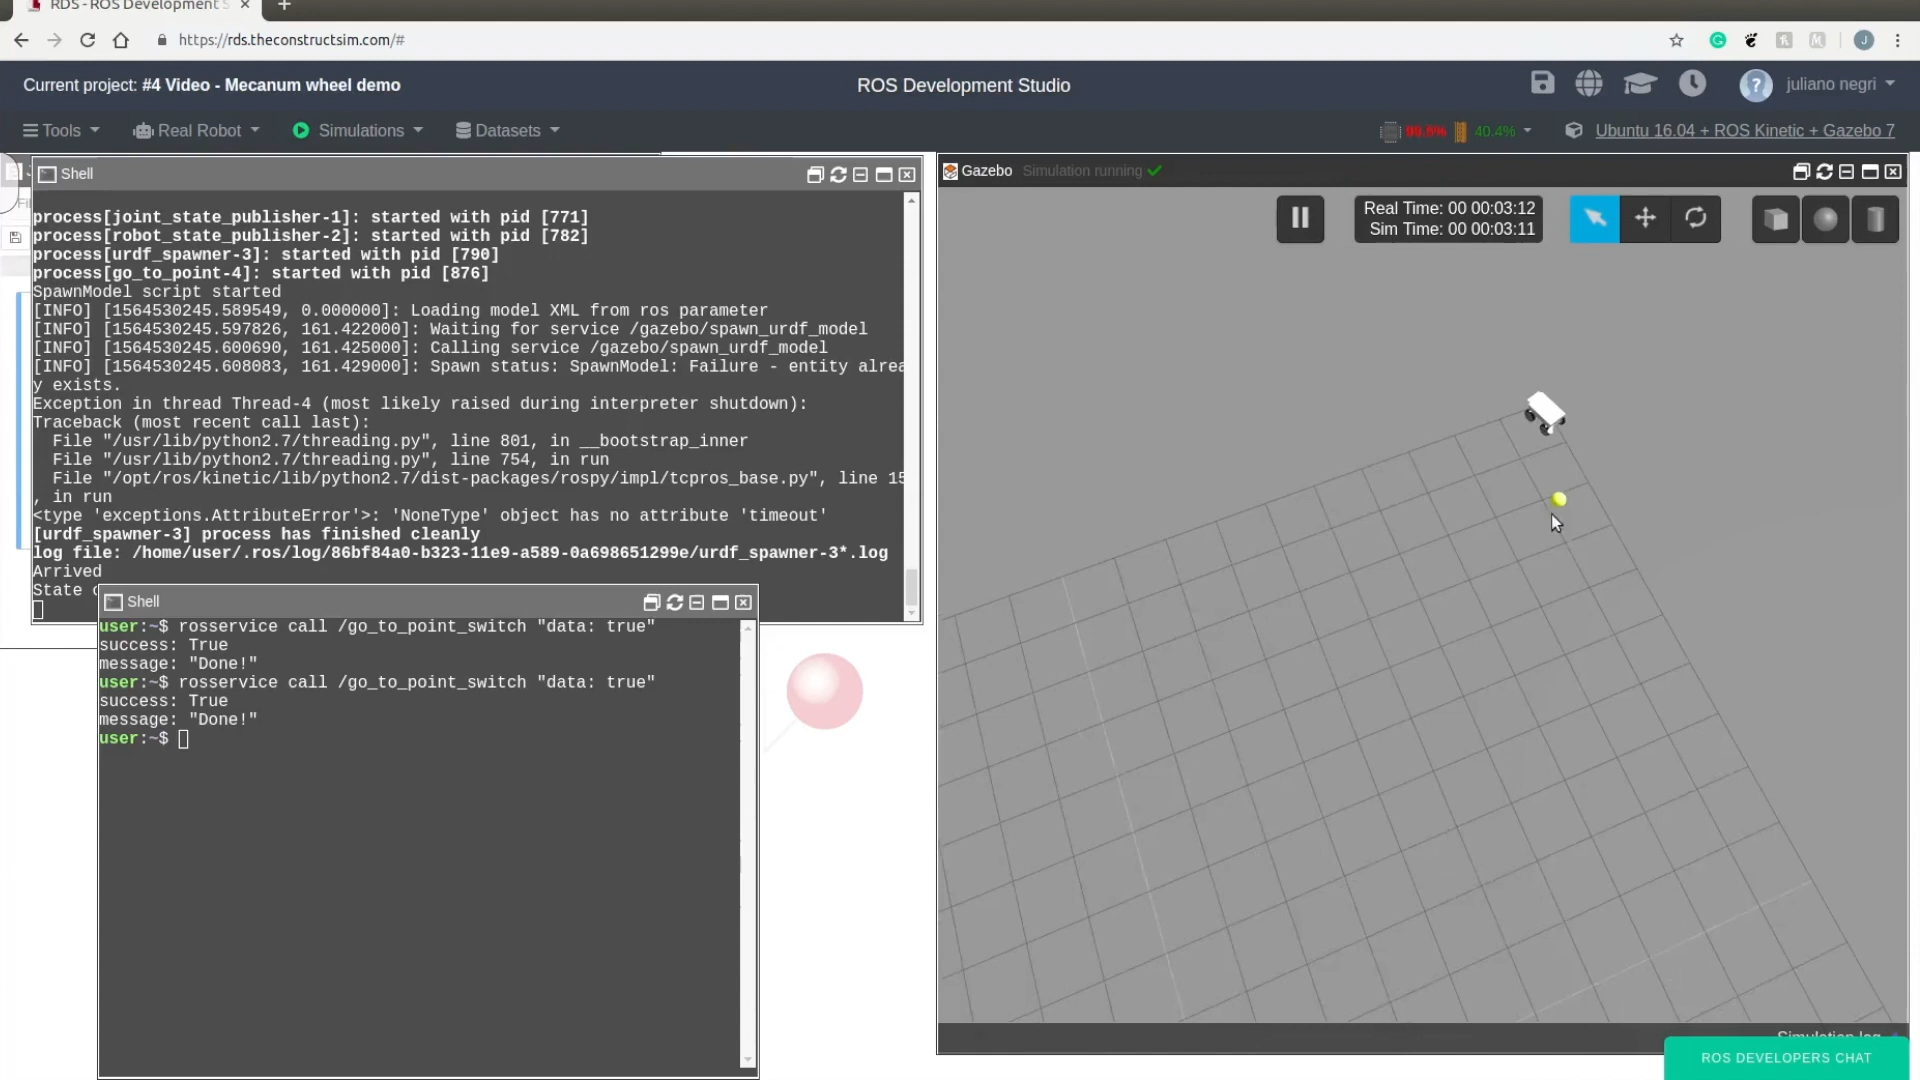 RDS - ROS Development S
https://rds.theconstructsim.com/#
Current project: #4 Video - Mecanum wheel demo
ROS Development Studio
juliano negri
Tools
Real Robot
Simulations
Datasets
99.5%
40.4%
Ubuntu 16.04 + ROS Kinetic + Gazebo 7
Shell
process[joint_state_publisher-1]: started with pid [771]
process[robot_state_publisher-2]: started with pid [782]
process[urdf_spawner-3]: started with pid [790]
process[go_to_point-4]: started with pid [876]
SpawnModel script started
[INFO] [1564530245.589549, 0.000000]: Loading model XML from ros parameter
[INFO] [1564530245.597826, 161.422000]: Waiting for service /gazebo/spawn_urdf_model
[INFO] [1564530245.600690, 161.425000]: Calling service /gazebo/spawn_urdf_model
[INFO] [1564530245.608083, 161.429000]: Spawn status: SpawnModel: Failure - entity alrea
y exists.
Exception in thread Thread-4 (most likely raised during interpreter shutdown):
Traceback (most recent call last):
File "/usr/lib/python2.7/threading.py", line 801, in __bootstrap_inner
File "/usr/lib/python2.7/threading.py", line 754, in run
File "/opt/ros/kinetic/lib/python2.7/dist-packages/rospy/impl/tcpros_base.py", line 15
, in run
<type 'exceptions.AttributeError'>: 'NoneType' object has no attribute 'timeout'
[urdf_spawner-3] process has finished cleanly
log file: /home/user/.ros/log/86bf84a0-b323-11e9-a589-0a698651299e/urdf_spawner-3*.log
Arrived
State
Shell
user:~$ rosservice call /go_to_point_switch "data: true"
success: True
message: "Done!"
user:~$ rosservice call /go_to_point_switch "data: true"
success: True
message: "Done!"
user:~$
Gazebo Simulation running
Real Time: 00 00:03:12
Sim Time: 00 00:03:11
Simulation log
ROS DEVELOPERS CHAT